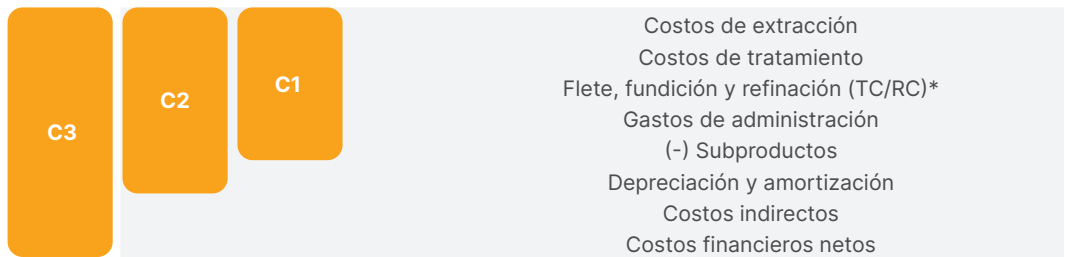 C3
C2
C1
Costos de extracción
Costos de tratamiento
Flete, fundición y refinación (TC/RC)*
Gastos de administración
(-) Subproductos
Depreciación y amortización
Costos indirectos
Costos financieros netos